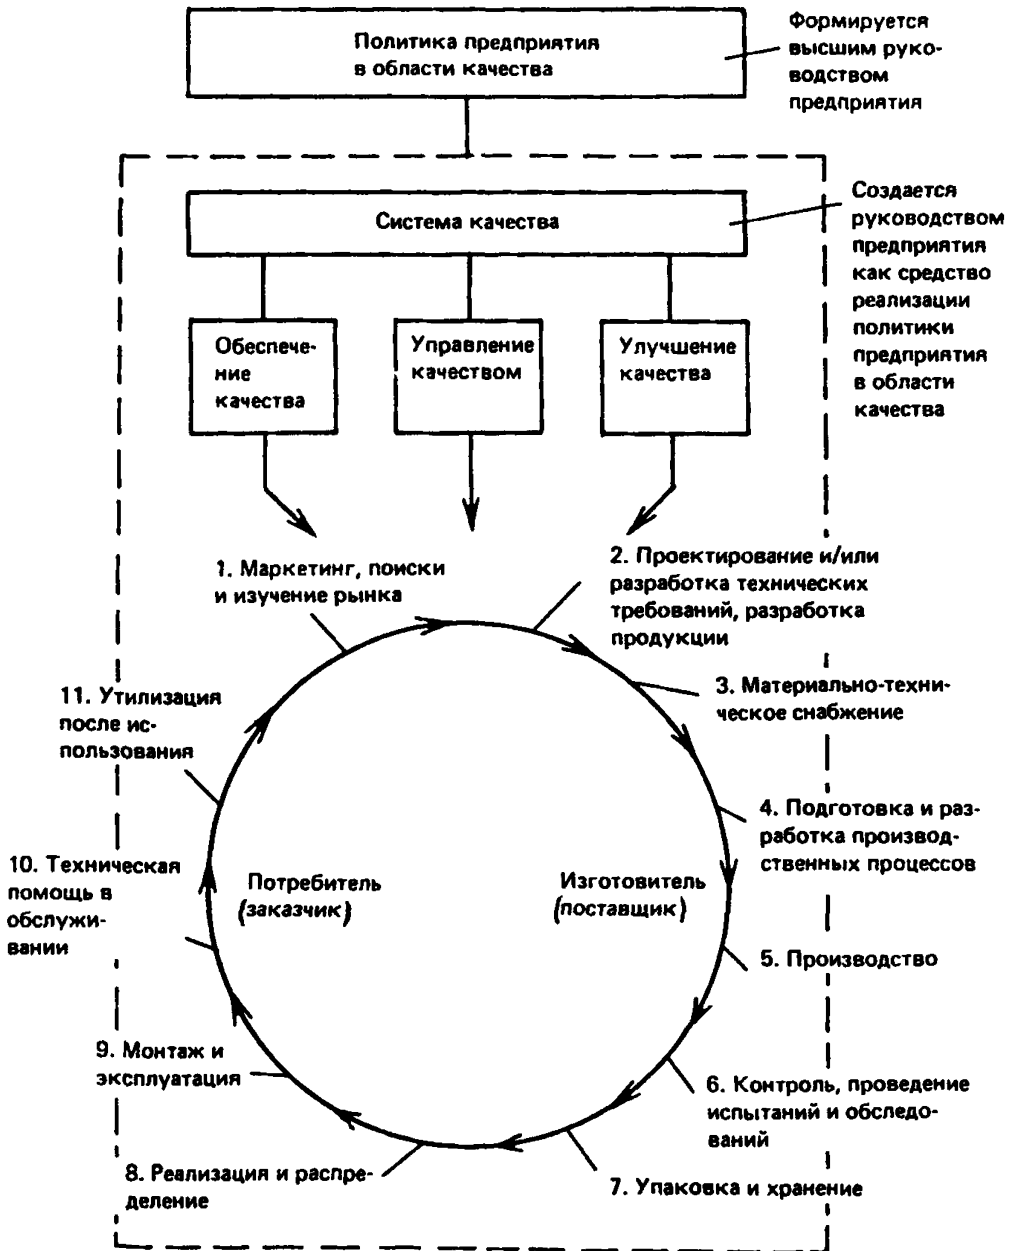 Политика предприятия
в области качества
Формируется
высшим руко-
водством
предприятия
Система качества
Создается
руководством
предприятия
как средство
реализации
политики
предприятия
в области
качества
Обеспече-
ние
качества
Управление
качеством
Улучшение
качества
1. Маркетинг, поиски
и изучение рынка
2. Проектирование и/или
разработка технических
требований, разработка
продукции
3. Материально-техни-
ческое снабжение
4. Подготовка и раз-
работка производ-
ственных процессов
5. Производство
6. Контроль, проведение
испытаний и обследо-
ваний
7. Упаковка и хранение
8. Реализация и распре-
деление
9. Монтаж и
эксплуатация
10. Техническая
помощь в
обслужи-
вании
11. Утилизация
после ис-
пользования
Потребитель
(заказчик)
Изготовитель
(поставщик)